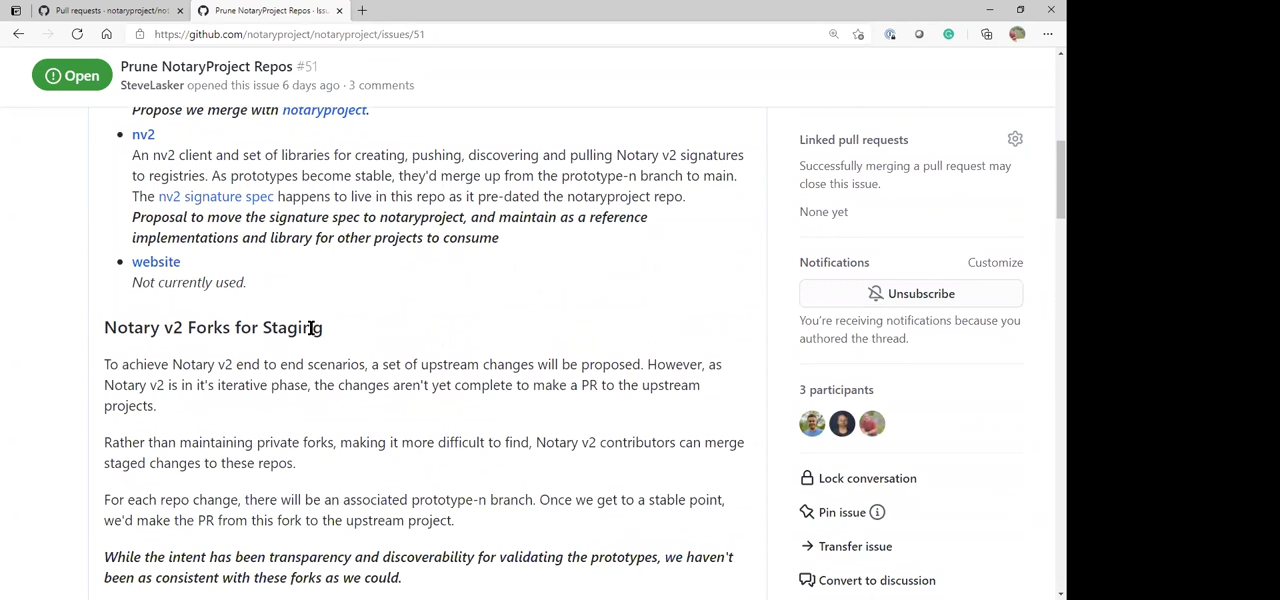 Pull requests · notaryproject/not
Prune NotaryProject Repos · Issu
https://github.com/notaryproject/notaryproject/issues/51
Open
Prune NotaryProject Repos #51
SteveLasker opened this issue 6 days ago · 3 comments
Propose we merge with notaryproject.
• nv2
An nv2 client and set of libraries for creating, pushing, discovering and pulling Notary v2 signatures
to registries. As prototypes become stable, they'd merge up from the prototype-n branch to main.
The nv2 signature spec happens to live in this repo as it pre-dated the notaryproject repo.
Proposal to move the signature spec to notaryproject, and maintain as a reference
implementations and library for other projects to consume
• website
Not currently used.
Notary v2 Forks for Staging
To achieve Notary v2 end to end scenarios, a set of upstream changes will be proposed. However, as
Notary v2 is in it's iterative phase, the changes aren't yet complete to make a PR to the upstream
projects.
Rather than maintaining private forks, making it more difficult to find, Notary v2 contributors can merge
staged changes to these repos.
For each repo change, there will be an associated prototype-n branch. Once we get to a stable point,
we'd make the PR from this fork to the upstream project.
While the intent has been transparency and discoverability for validating the prototypes, we haven't
been as consistent with these forks as we could.
Linked pull requests
Successfully merging a pull request may
close this issue.
None yet
Notifications
Customize
Unsubscribe
You're receiving notifications because you
authored the thread.
3 participants
Lock conversation
Pin issue
Transfer issue
Convert to discussion